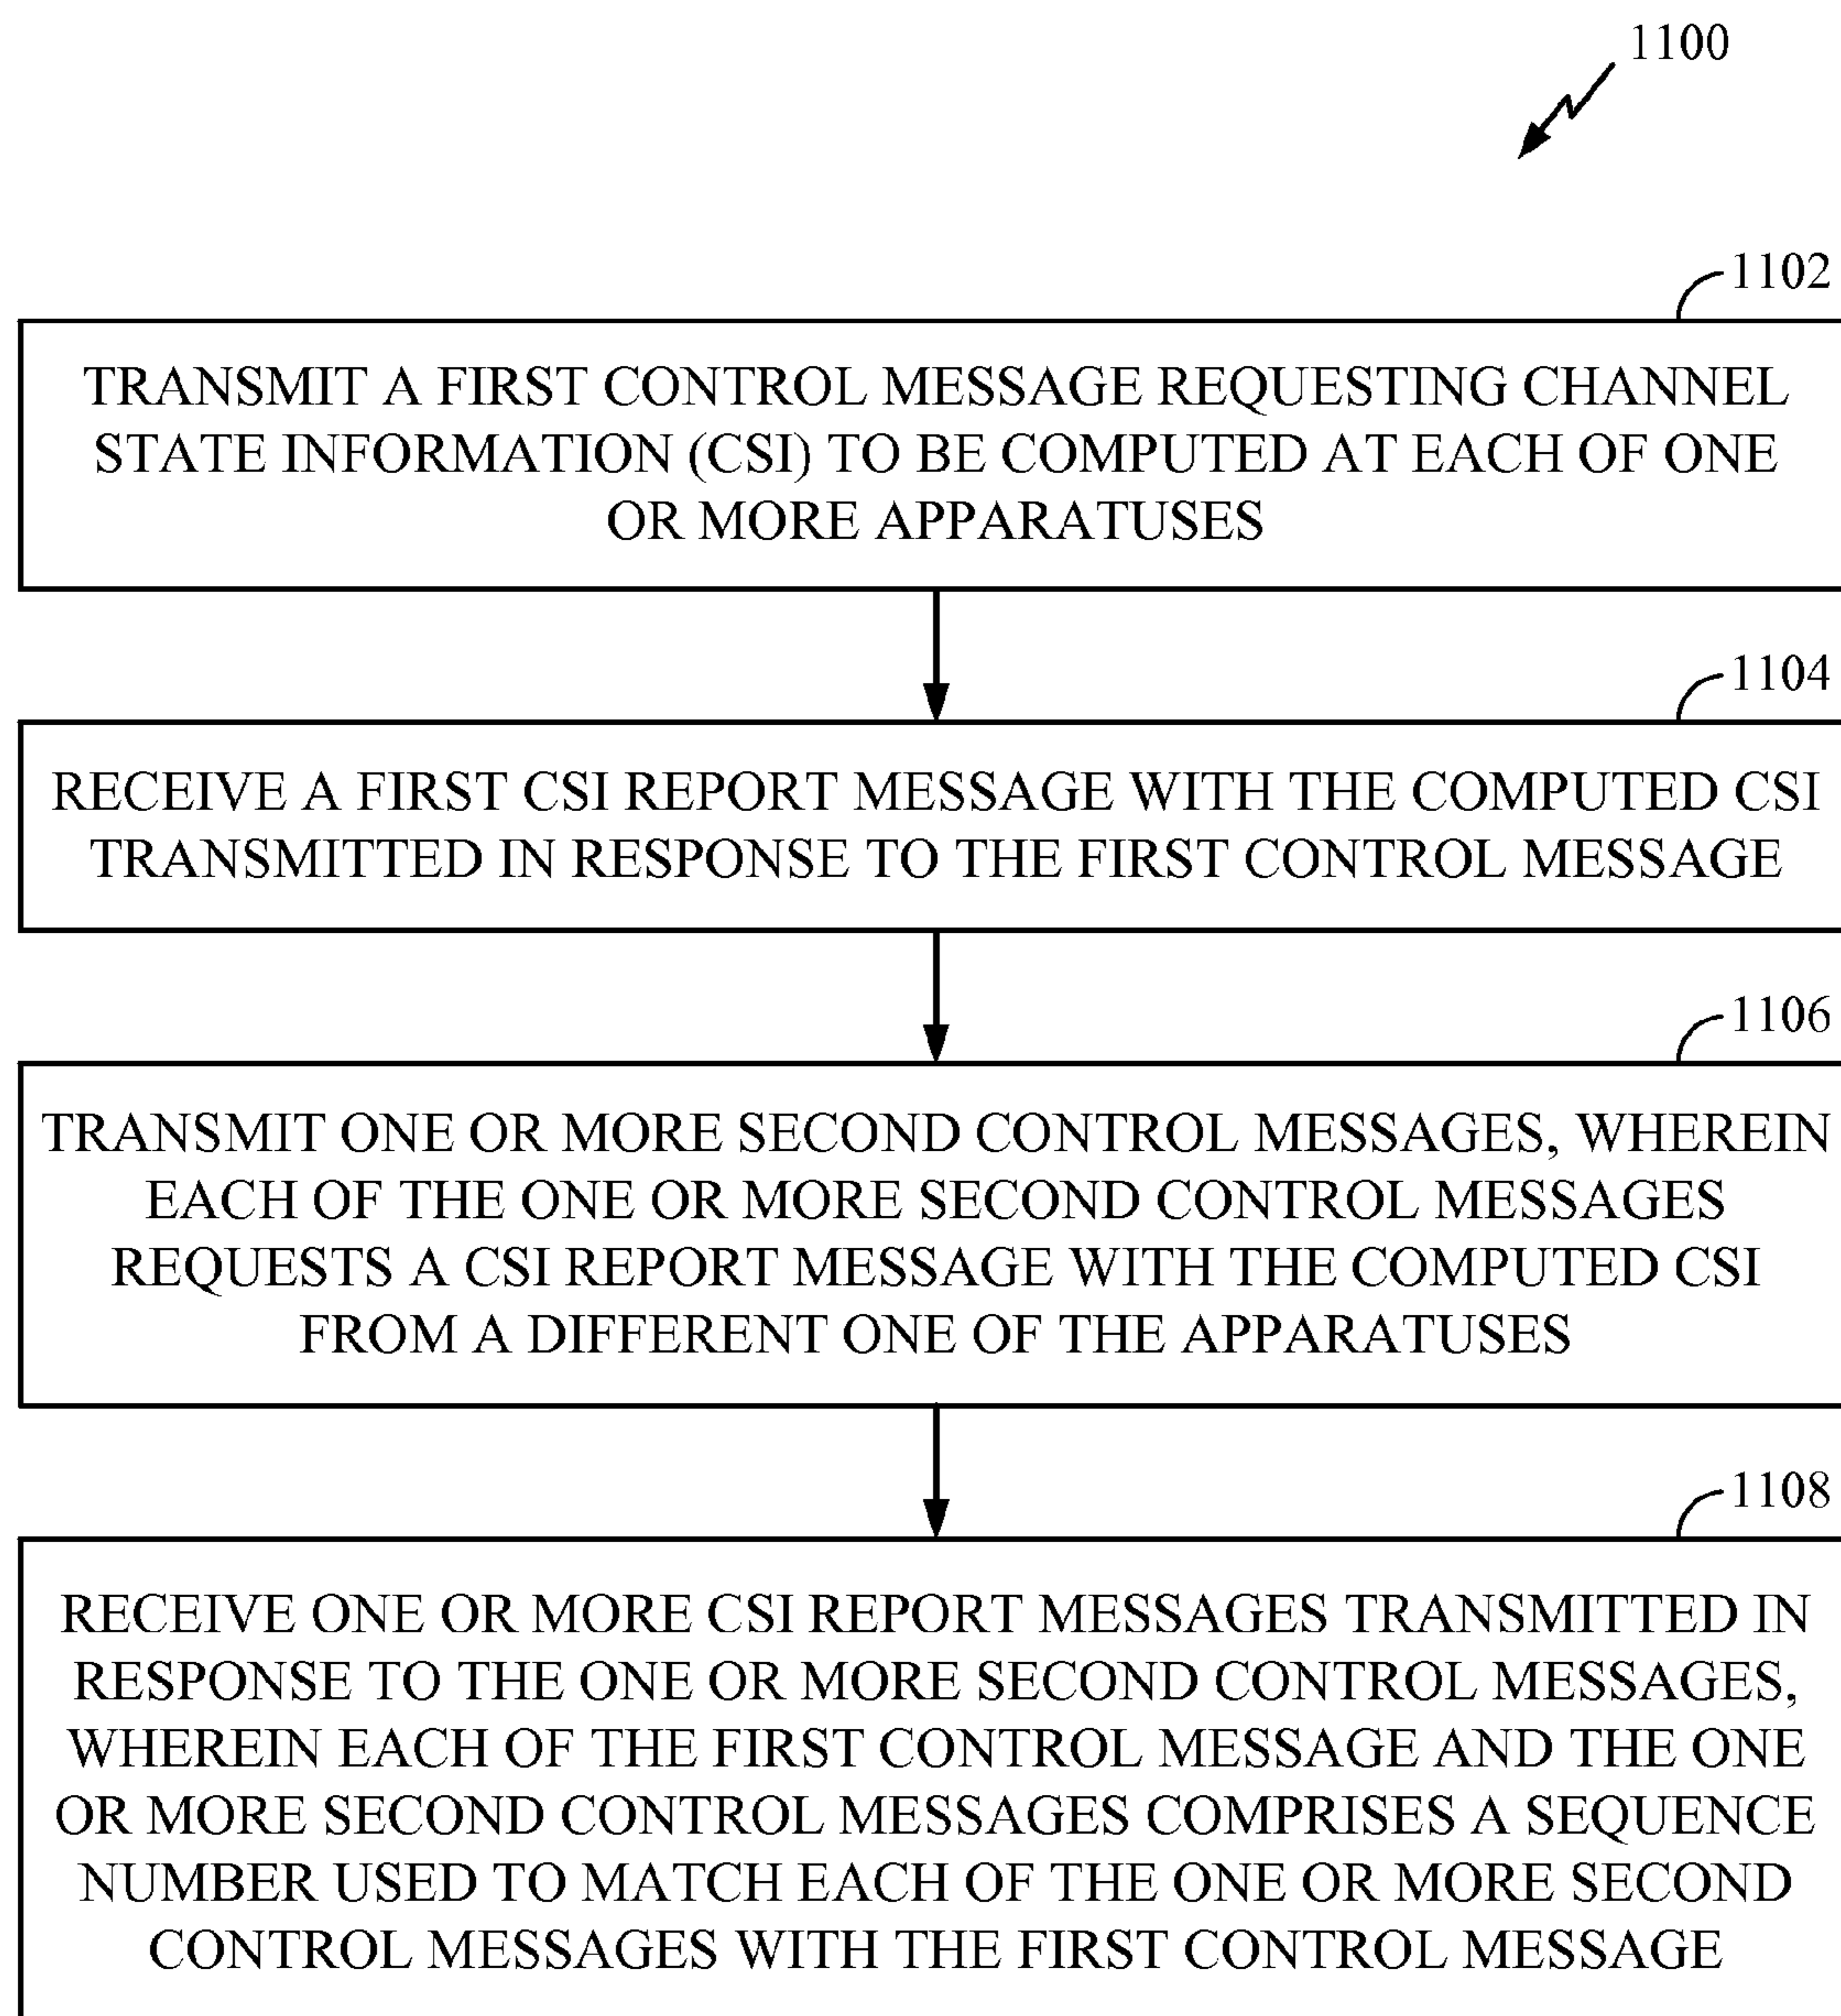 1100
1102
TRANSMIT A FIRST CONTROL MESSAGE REQUESTING CHANNEL
STATE INFORMATION (CSI) TO BE COMPUTED AT EACH OF ONE
OR MORE APPARATUSES
1104
RECEIVE A FIRST CSI REPORT MESSAGE WITH THE COMPUTED CSI
TRANSMITTED IN RESPONSE TO THE FIRST CONTROL MESSAGE
1106
TRANSMIT ONE OR MORE SECOND CONTROL MESSAGES, WHEREIN
EACH OF THE ONE OR MORE SECOND CONTROL MESSAGES
REQUESTS A CSI REPORT MESSAGE WITH THE COMPUTED CSI
FROM A DIFFERENT ONE OF THE APPARATUSES
1108
RECEIVE ONE OR MORE CSI REPORT MESSAGES TRANSMITTED IN
RESPONSE TO THE ONE OR MORE SECOND CONTROL MESSAGES,
WHEREIN EACH OF THE FIRST CONTROL MESSAGE AND THE ONE
OR MORE SECOND CONTROL MESSAGES COMPRISES A SEQUENCE
NUMBER USED TO MATCH EACH OF THE ONE OR MORE SECOND
CONTROL MESSAGES WITH THE FIRST CONTROL MESSAGE